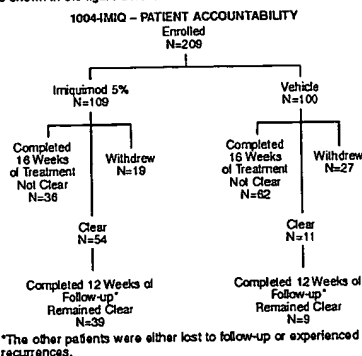 1004-IMIQ – PATIENT ACCOUNTABILITY
Enrolled
N=209
Imiquimod 5%
N=109
Vehicle
N=100
Completed
16 Weeks
of Treatment
Not Clear
N=36
Withdrew
N=19
Completed
16 Weeks
of Treatment
Not Clear
N=62
Withdrew
N=27
Clear
N=54
Clear
N=11
Completed 12 Weeks of
Follow-up*
Remained Clear
N=39
Completed 12 Weeks of
Follow-up*
Remained Clear
N=9
*The other patients were either lost to follow-up or experienced
recurrences.